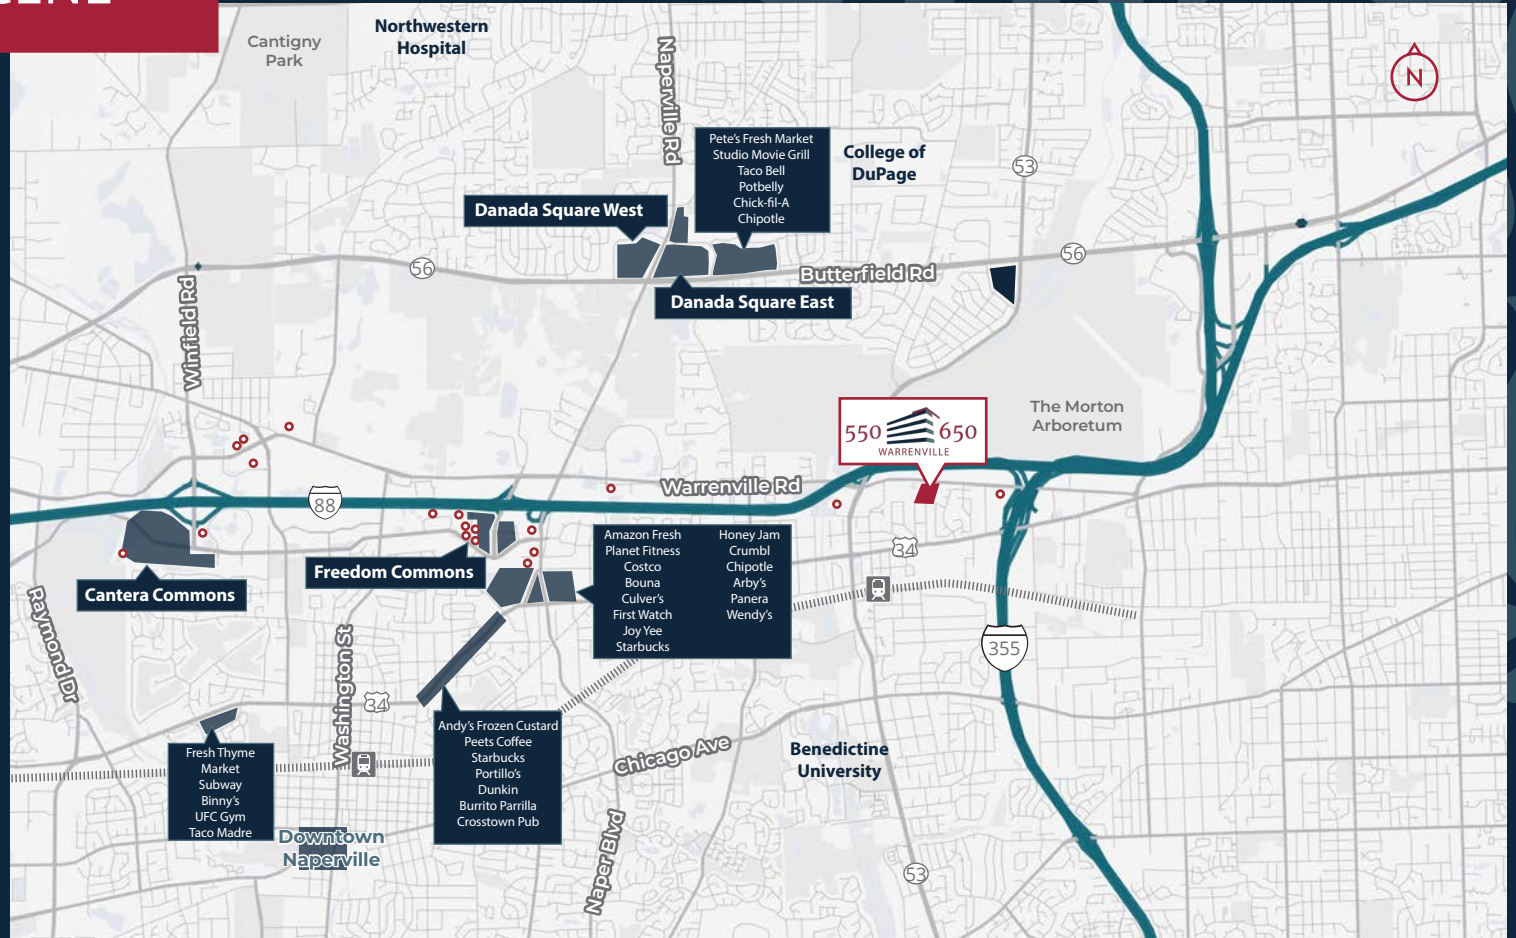 Northwestern
Hospital
Cantigny
Park
N
Naperville Rd
Pete's Fresh Market
Studio Movie Grill
Taco Bell
Potbelly
Chick-fil-A
Chipotle
College of
DuPage
53
Danada Square West
56
56
Butterfield Rd
Danada Square East
Winfield Rd
The Morton
Arboretum
550 650
WARRENVILLE
Warrenville Rd
88
Amazon Fresh
Planet Fitness
Costco
Bouna
Culver's
First Watch
Joy Yee
Starbucks
Honey Jam
Crumbl
Chipotle
Arby's
Panera
Wendy's
34
Freedom Commons
Cantera Commons
Raymond Dr
Washington St
355
34
Andy's Frozen Custard
Peets Coffee
Starbucks
Portillo's
Dunkin
Burrito Parrilla
Crosstown Pub
Fresh Thyme
Market
Subway
Binny's
UFC Gym
Taco Madre
Chicago Ave
Benedictine
University
Downtown
Naperville
Naper Blvd
53